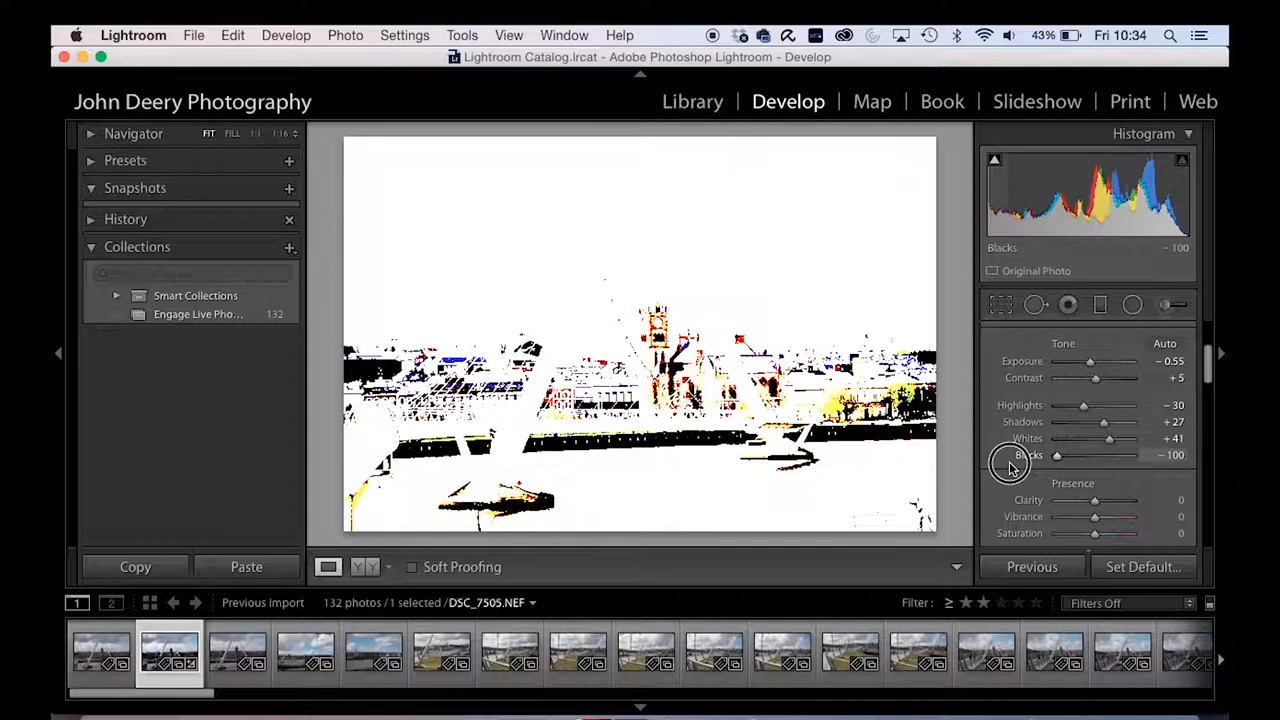 Lightroom File Edit Develop Photo Settings Tools View Window Help 43% Fri 10:34
Lightroom Catalog.lrcat - Adobe Photoshop Lightroom - Develop
John Deery Photography Library | Develop | Map | Book | Slideshow | Print | Web
Navigator FIT FILL 1:1 1:16 Histogram
Presets +
Snapshots +
History ×
Collections +
Blacks - 100
Original Photo
Smart Collections
Engage Live Pho... 132
Tone Auto
Exposure - 0.55
Contrast + 5
Highlights - 30
Shadows + 27
Whites + 41
Blacks - 100
Presence
Clarity 0
Vibrance 0
Saturation 0
Copy Paste Y Y Soft Proofing Previous Set Default...
1 2 Previous Import 132 photos / 1 selected / DSC_7505.NEF Filter : ≥ Filters Off